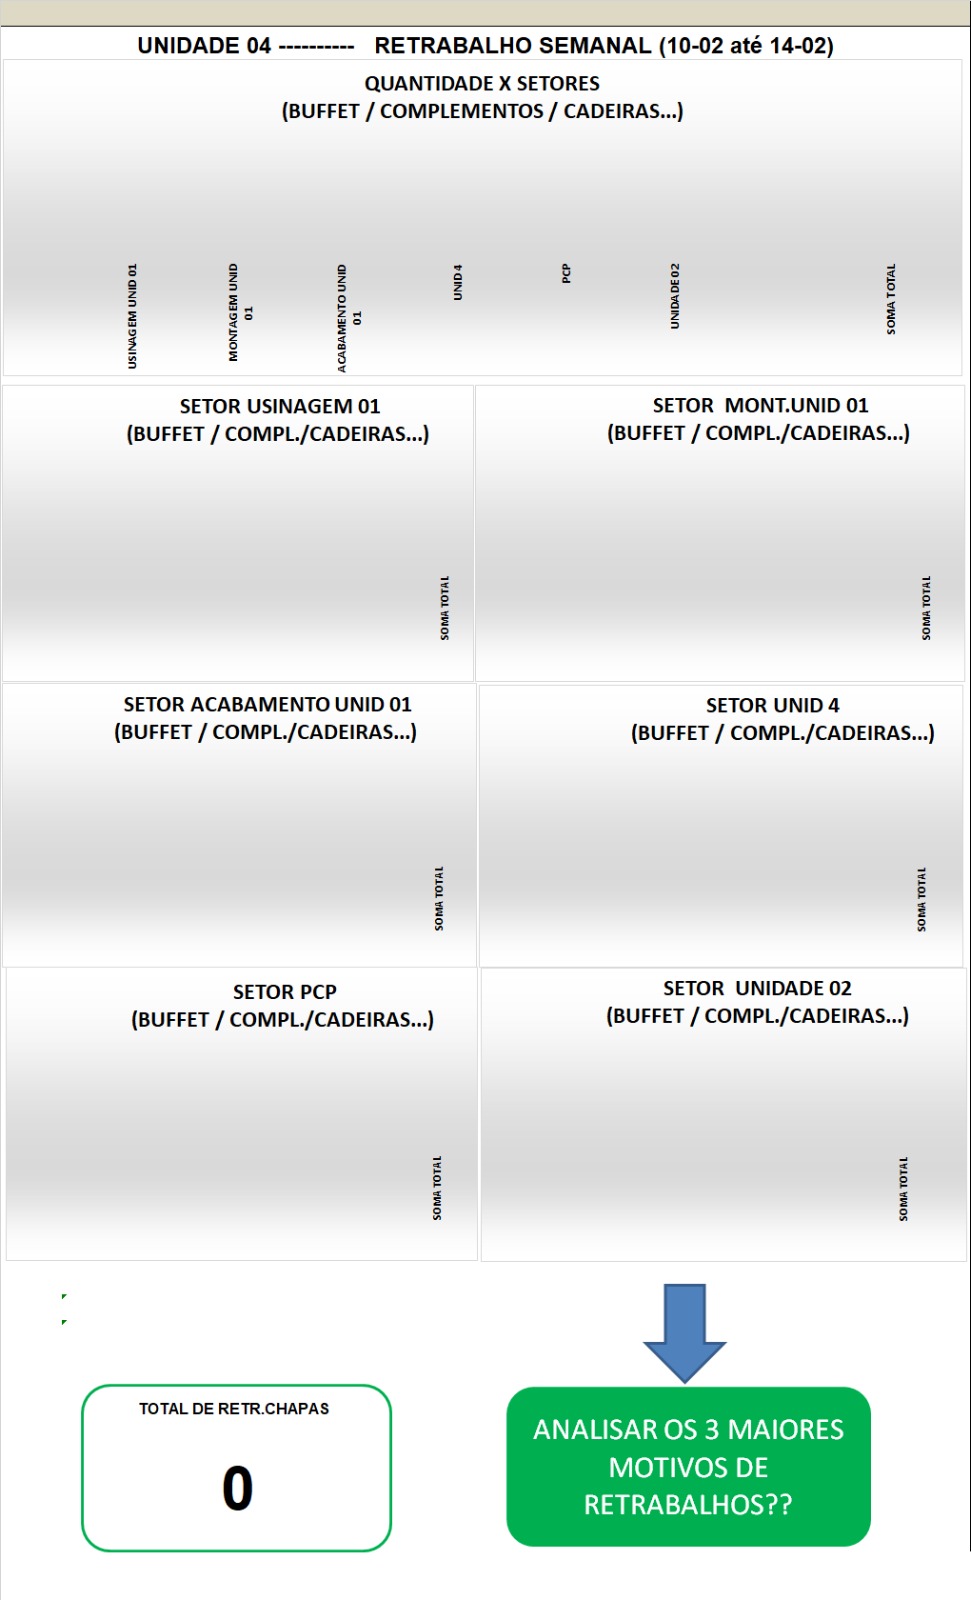 UNIDADE 04 ---------- RETRABALHO SEMANAL (10-02 até 14-02)
QUANTIDADE X SETORES
(BUFFET / COMPLEMENTOS / CADEIRAS...)
USINAGEM UNID 01
MONTAGEM UNID
01
ACABAMENTO UNID
01
UNID 4
PCP
UNIDADE 02
SOMA TOTAL
SETOR USINAGEM 01
(BUFFET / COMPL./CADEIRAS...)
SOMA TOTAL
SETOR MONT.UNID 01
(BUFFET / COMPL./CADEIRAS...)
SOMA TOTAL
SETOR ACABAMENTO UNID 01
(BUFFET / COMPL./CADEIRAS...)
SOMA TOTAL
SETOR UNID 4
(BUFFET / COMPL./CADEIRAS...)
SOMA TOTAL
SETOR PCP
(BUFFET / COMPL./CADEIRAS...)
SOMA TOTAL
SETOR UNIDADE 02
(BUFFET / COMPL./CADEIRAS...)
SOMA TOTAL
TOTAL DE RETR.CHAPAS
0
ANALISAR OS 3 MAIORES
MOTIVOS DE
RETRABALHOS??